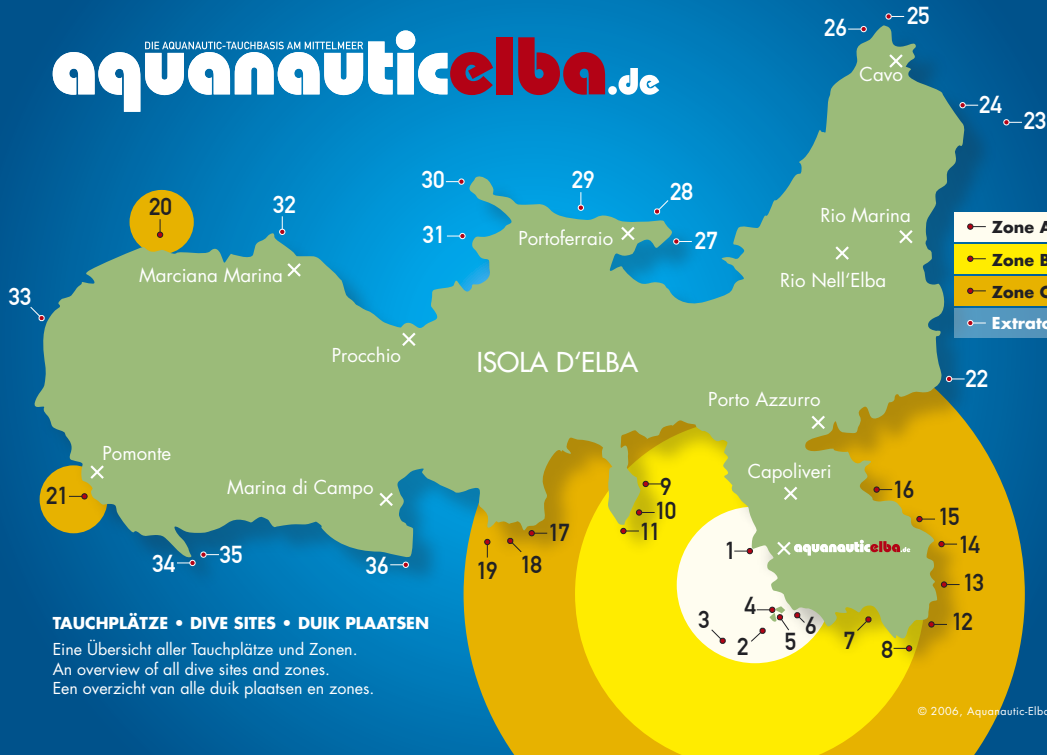 DIE AQUANAUTIC-TAUCHBASIS AM MITTELMEER
aquanauticelba.de
26 25
Cavo
24
23
30
29
28
20
32
31
Portoferraio
27
Rio Marina
Zone A
Marciana Marina
Zone B
Rio Nell'Elba
Zone C
33
Extrato
Procchio
ISOLA D'ELBA
22
Porto Azzurro
Pomonte
Capoliveri
21
Marina di Campo
9
16
10
15
11
17
1
aquanauticelba.de
14
34
35
36
19
18
13
4
3
2
5
6
7
8
12
TAUCHPLÄTZE • DIVE SITES • DUIK PLAATSEN
Eine Übersicht aller Tauchplätze und Zonen.
An overview of all dive sites and zones.
Een overzicht van alle duik plaatsen en zones.
© 2006, Aquanautic-Elba